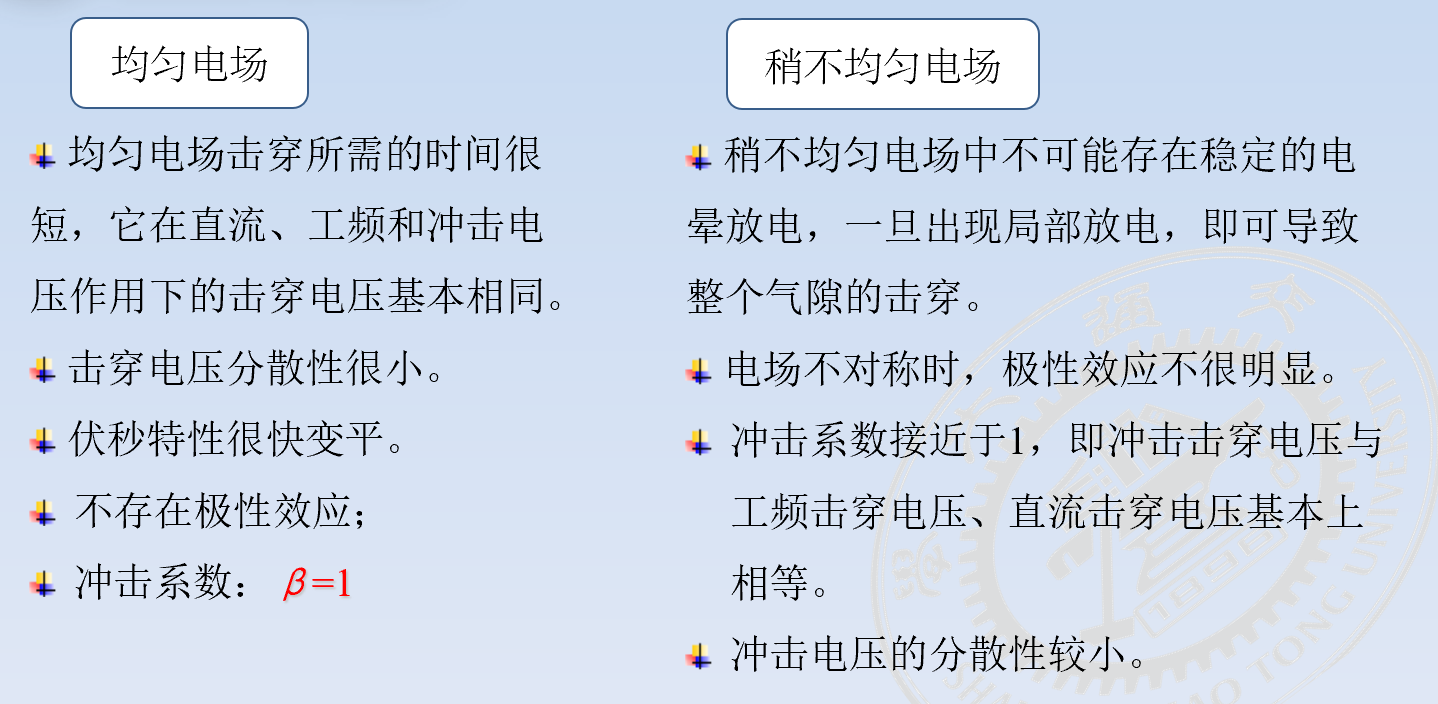 均匀电场
均匀电场击穿所需的时间很
短，它在直流、工频和冲击电
压作用下的击穿电压基本相同。
击穿电压分散性很小。
伏秒特性很快变平。
不存在极性效应；
冲击系数： β=1
稍不均匀电场
稍不均匀电场中不可能存在稳定的电
晕放电，一旦出现局部放电，即可导致
整个气隙的击穿。
电场不对称时，极性效应不很明显。
冲击系数接近于1，即冲击击穿电压与
工频击穿电压、直流击穿电压基本上
相等。
冲击电压的分散性较小。
1896